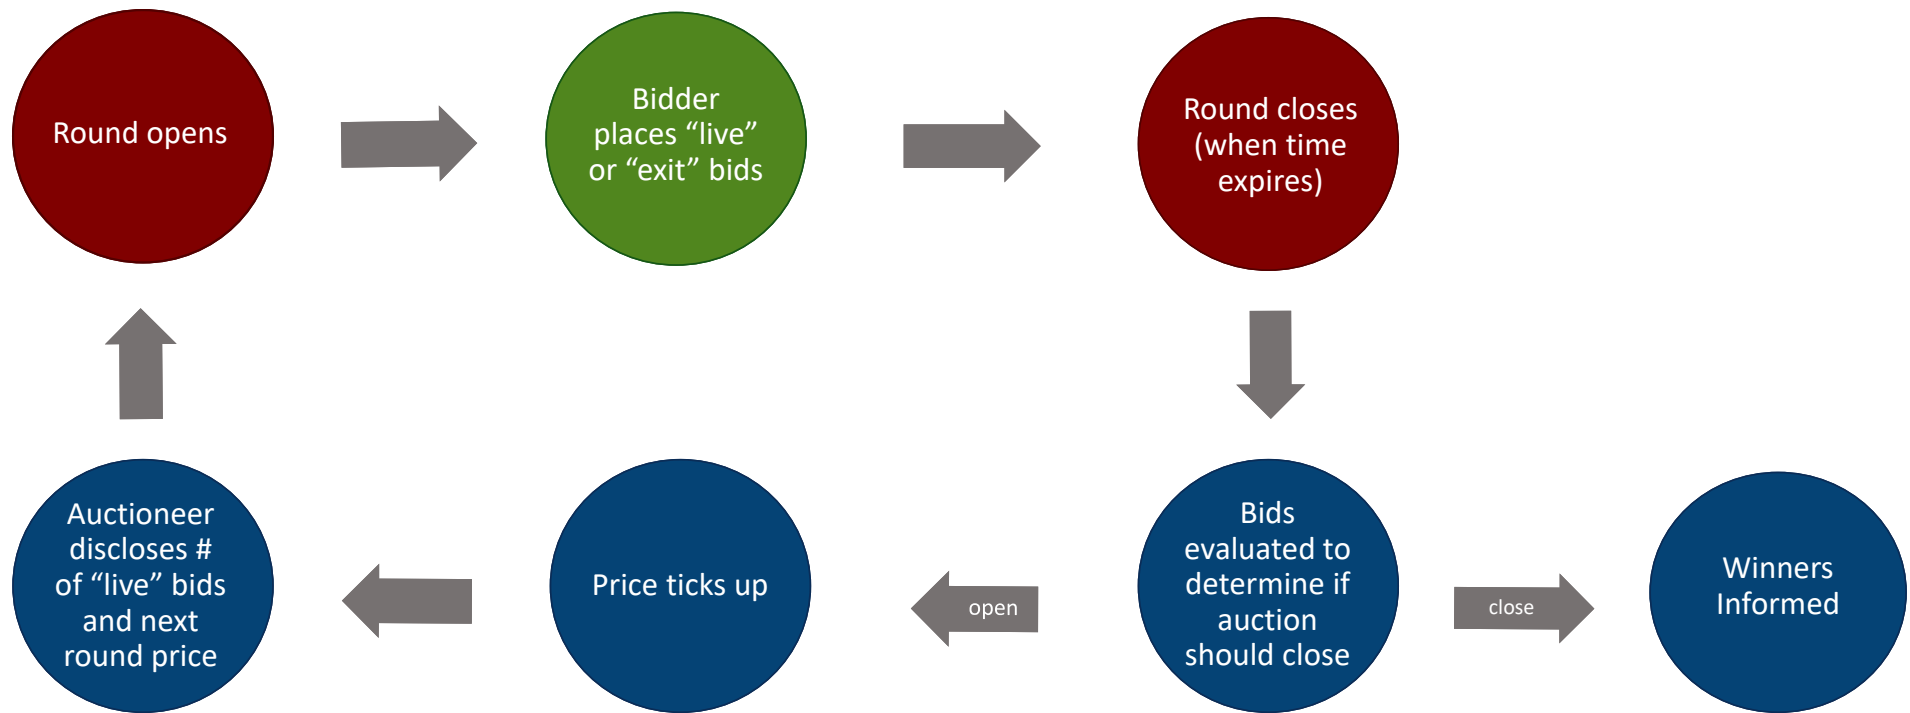 Round opens
Bidder
places “live”
or “exit” bids
Round closes
(when time
expires)
Auctioneer
discloses #
of “live” bids
and next
round price
Price ticks up
open
Bids
evaluated to
determine if
auction
should close
close
Winners
Informed